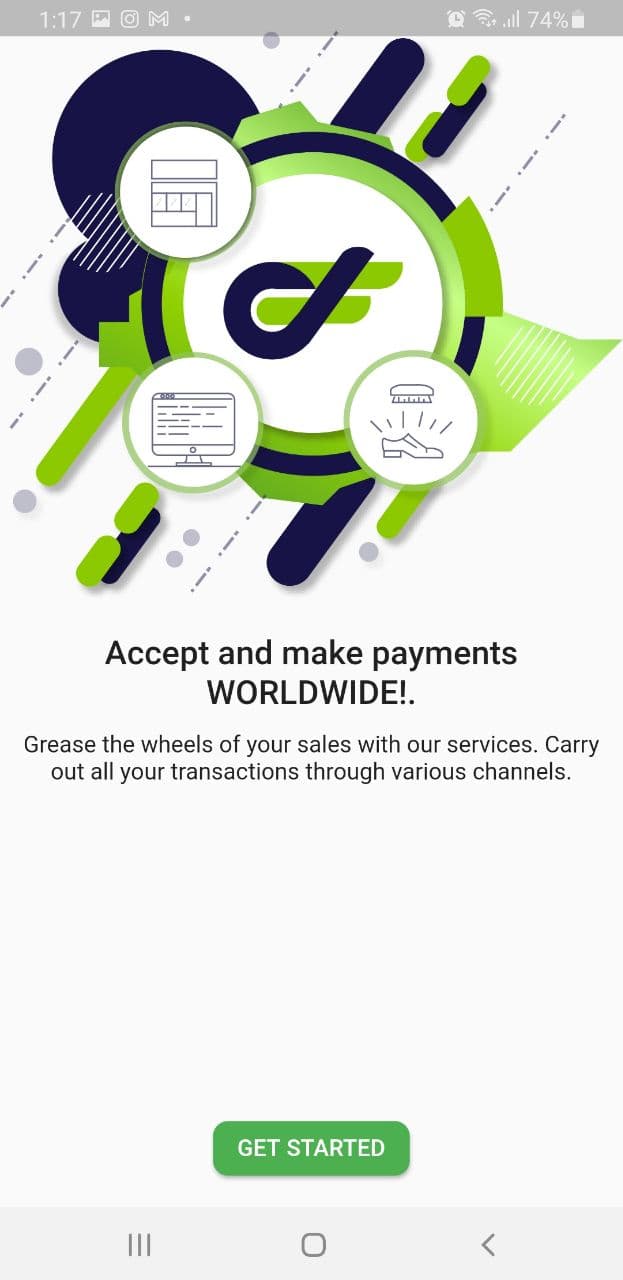 1:17
74%
Accept and make payments
WORLDWIDE!.
Grease the wheels of your sales with our services. Carry
out all your transactions through various channels.
GET STARTED